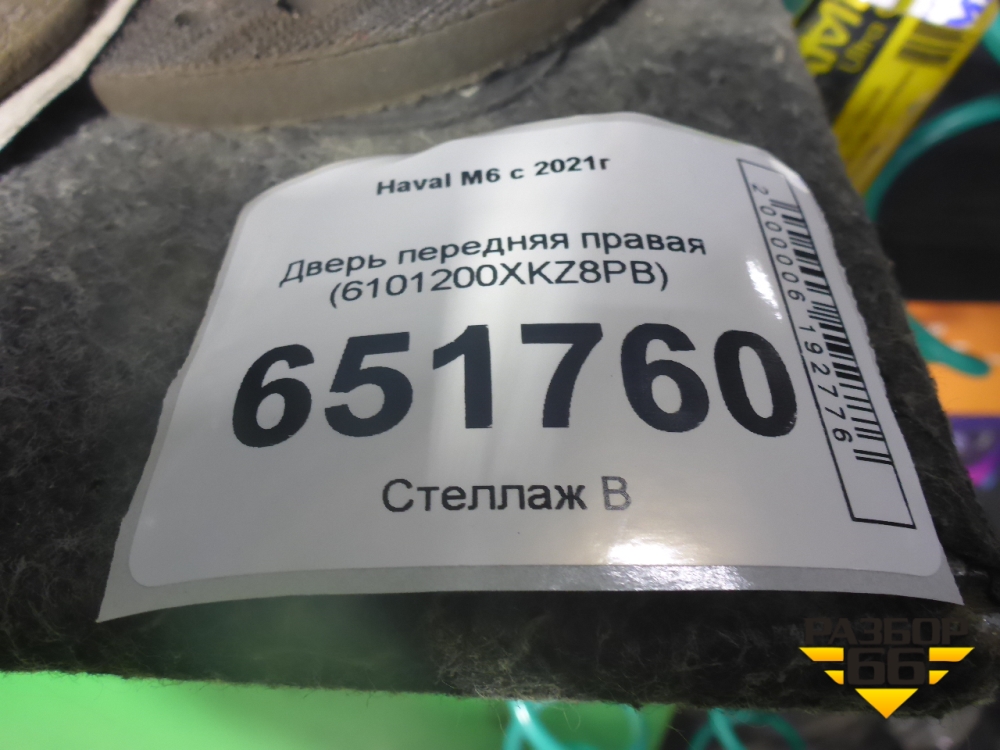 Haval M6 с 2021г
Дверь передняя правая
(6101200XKZ8PB)
651760
Стеллаж В
2000006192776
РАЗБОР
66